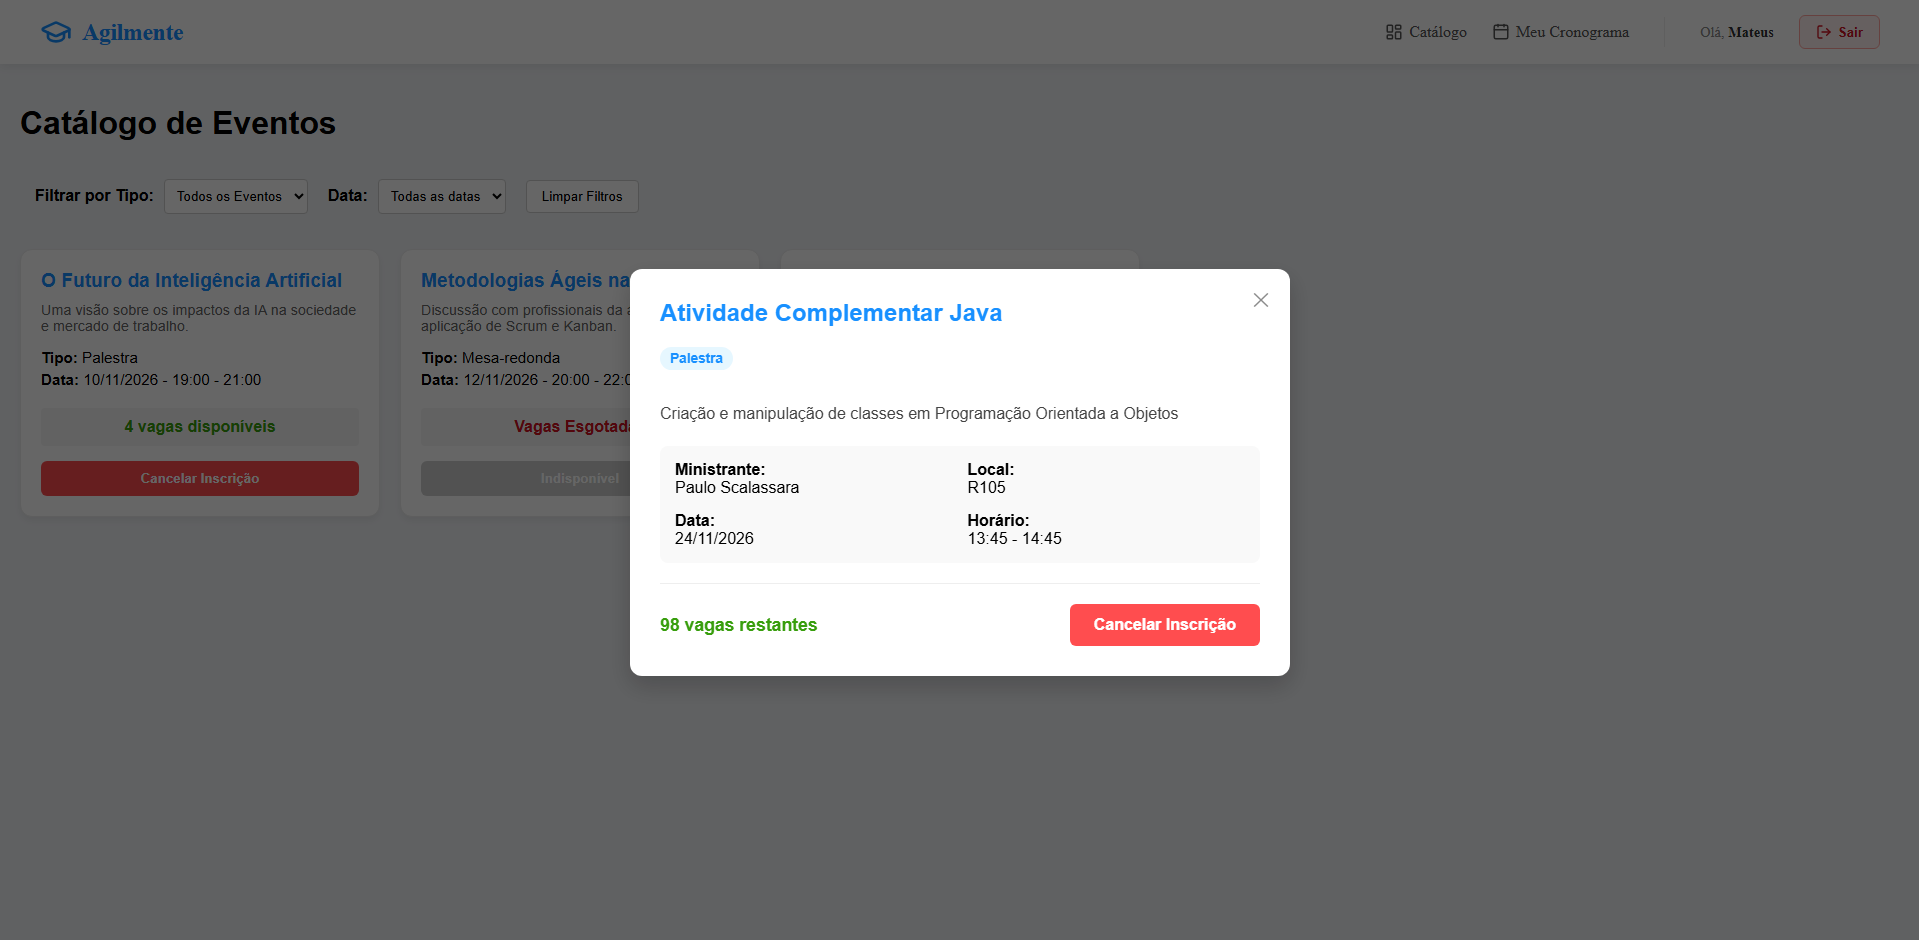 Agilmente
Catálogo
Meu Cronograma
Olá, Mateus
Sair
Catálogo de Eventos
Filtrar por Tipo:
Todos os Eventos
Data:
Todas as datas
Limpar Filtros
O Futuro da Inteligência Artificial
Uma visão sobre os impactos da IA na sociedade
e mercado de trabalho.
Tipo: Palestra
Data: 10/11/2026 - 19:00 - 21:00
4 vagas disponíveis
Cancelar Inscrição
Metodologias Ágeis na
Discussão com profissionais da
aplicação de Scrum e Kanban.
Tipo: Mesa-redonda
Data: 12/11/2026 - 20:00 - 22:0
Vagas Esgotada
Indisponível
Atividade Complementar Java
Palestra
Criação e manipulação de classes em Programação Orientada a Objetos
Ministrante:
Paulo Scalassara
Local:
R105
Data:
24/11/2026
Horário:
13:45 - 14:45
98 vagas restantes
Cancelar Inscrição